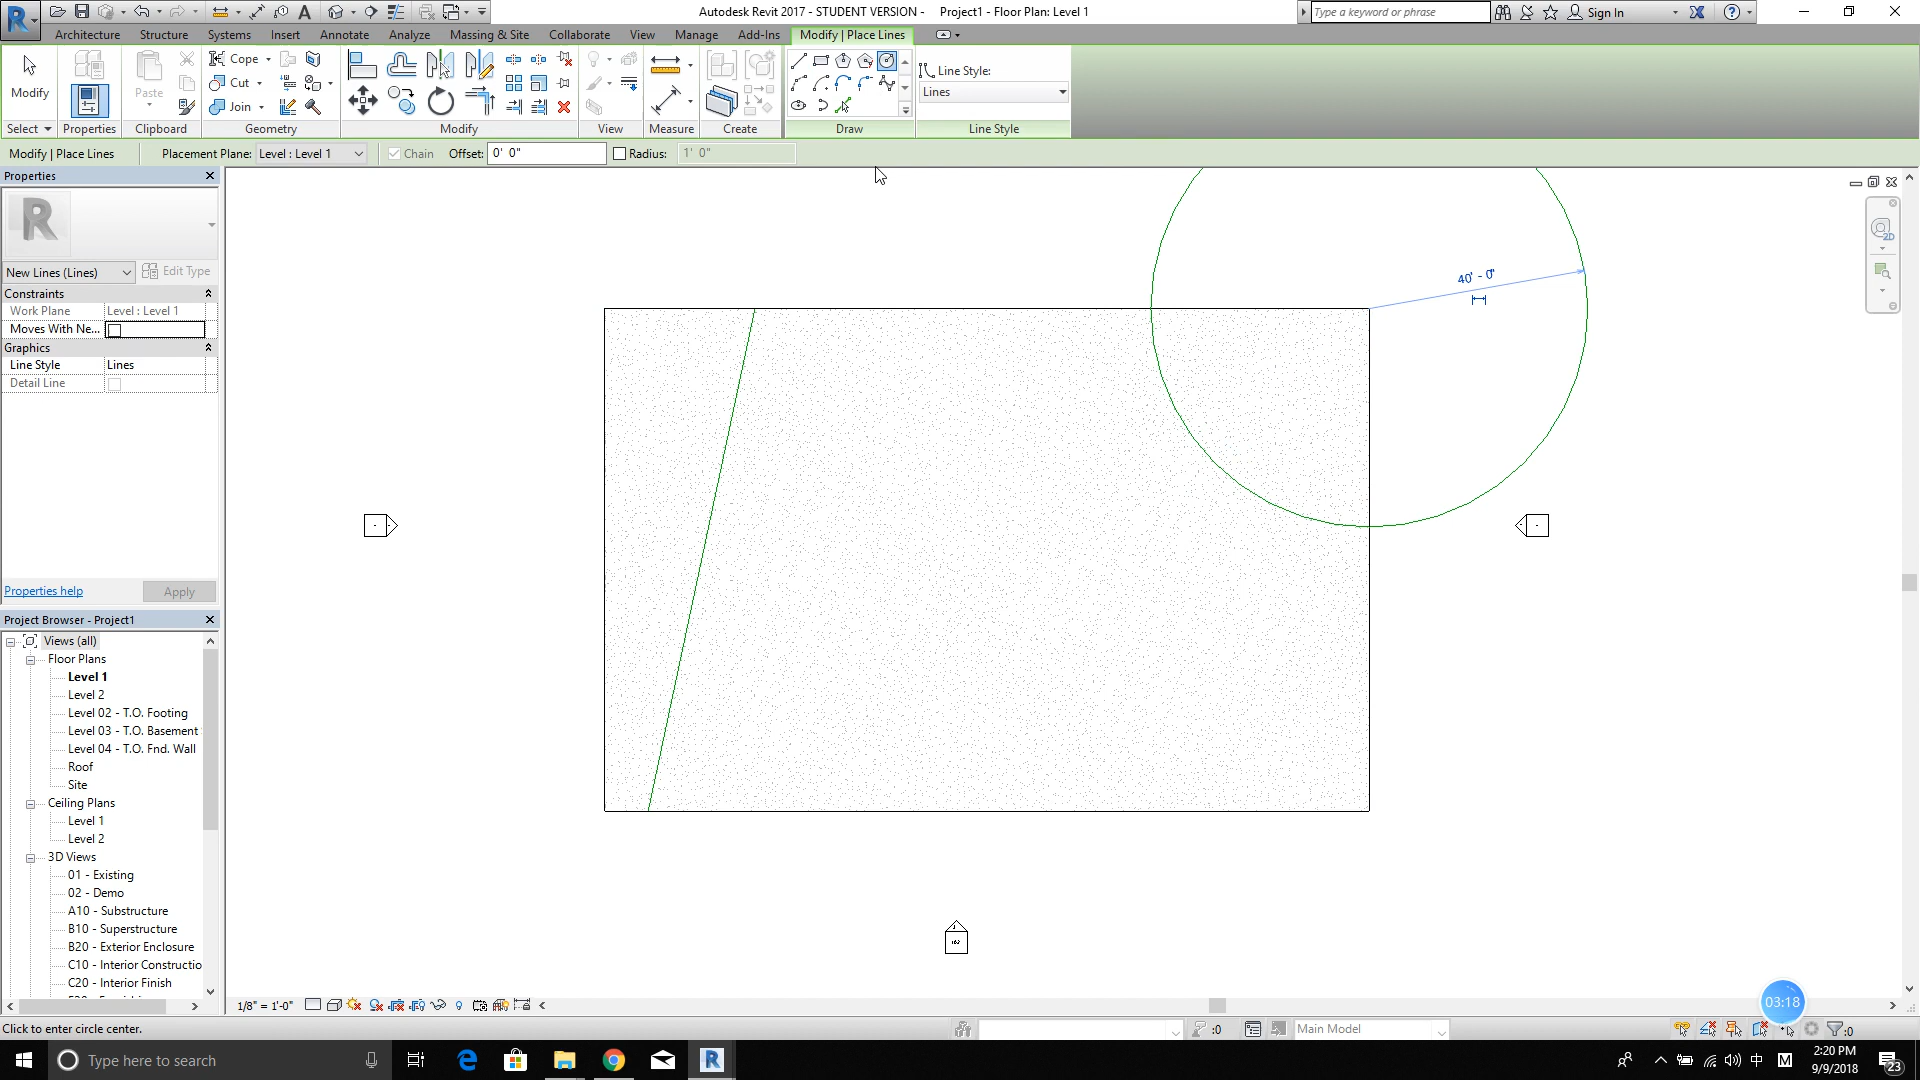 Autodesk Revit 2017 - STUDENT VERSION - Project1 - Floor Plan: Level 1
Type a keyword or phrase
Sign In
Architecture Structure Systems Insert Annotate Analyze Massing & Site Collaborate View Manage Add-Ins Modify | Place Lines
Modify
Paste
Cope
Cut
Join
Line Style:
Lines
Select Properties Clipboard Geometry Modify View Measure Create Draw Line Style
Modify | Place Lines Placement Plane: Level : Level 1 Chain Offset: 0' 0" Radius: 1' 0"
Properties
R
New Lines (Lines) Edit Type
Constraints
Work Plane Level : Level 1
Moves With Ne...
Graphics
Line Style Lines
Detail Line
Properties help Apply
40' - 0"
2D
Project Browser - Project1
Views (all)
Floor Plans
Level 1
Level 2
Level 02 - T.O. Footing
Level 03 - T.O. Basement
Level 04 - T.O. Fnd. Wall
Roof
Site
Ceiling Plans
Level 1
Level 2
3D Views
01 - Existing
02 - Demo
A10 - Substructure
B10 - Superstructure
B20 - Exterior Enclosure
C10 - Interior Constructio
C20 - Interior Finish
1/8" = 1'-0"
03:18
Click to enter circle center.
:0
Main Model
:0
Type here to search
中
M
2:20 PM
9/9/2018
23